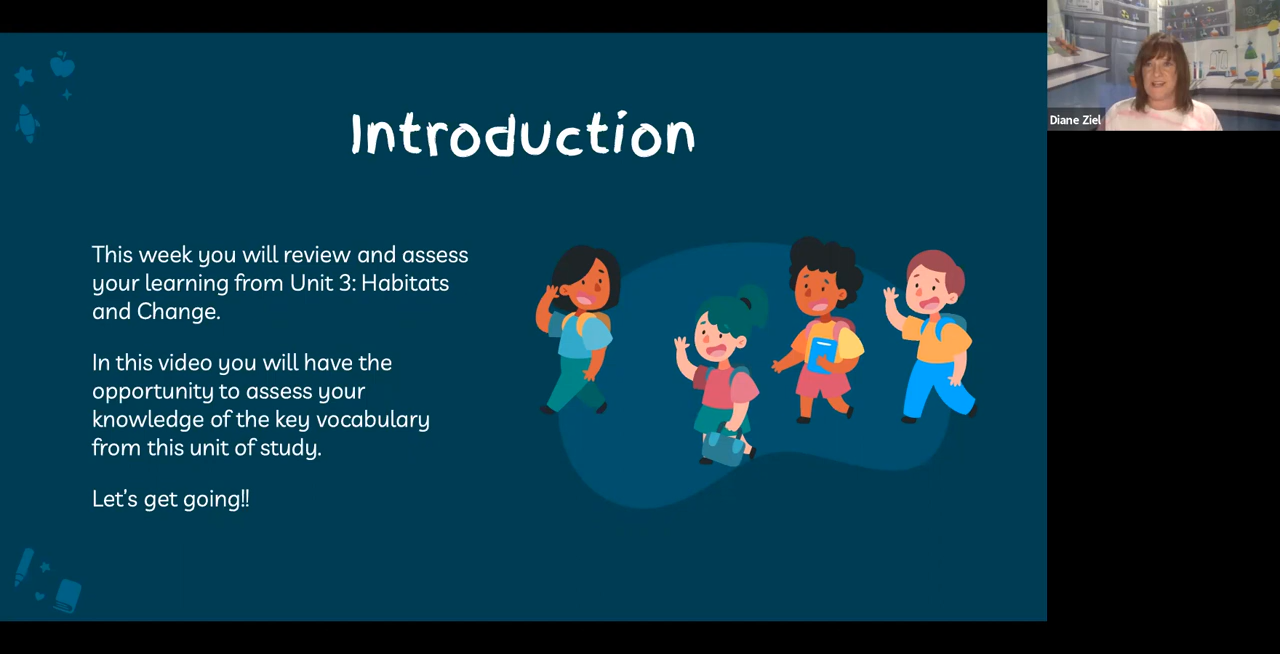 Introduction
This week you will review and assess
your learning from Unit 3: Habitats
and Change.
In this video you will have the
opportunity to assess your
knowledge of the key vocabulary
from this unit of study.
Let's get going!!
Diane Ziel